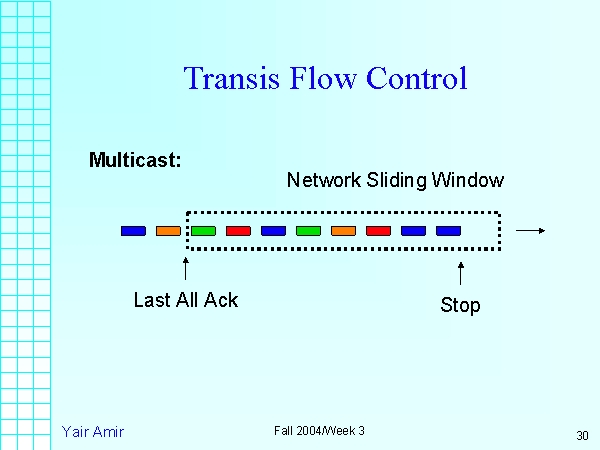 Transis Flow Control
Multicast:
Network Sliding Window
Last All Ack
Stop
Yair Amir
Fall 2004/Week 3
30